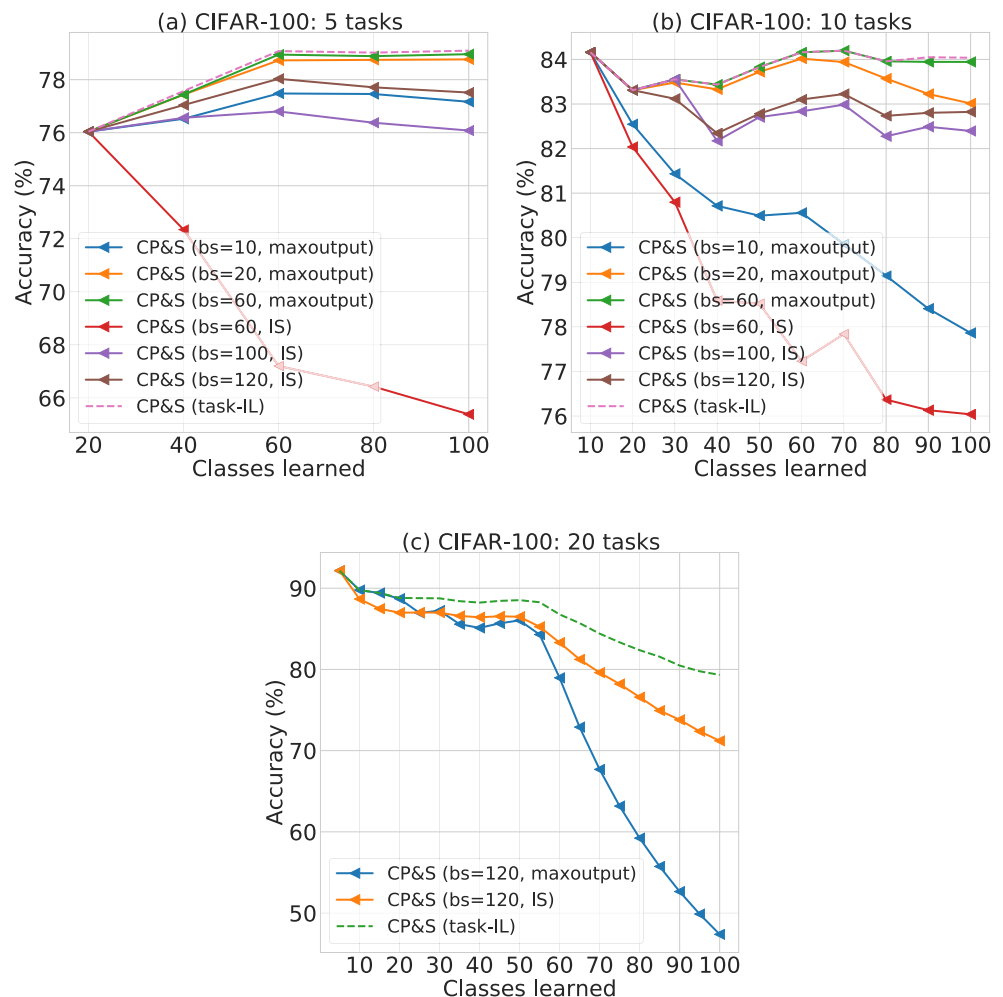 (a) CIFAR-100: 5 tasks
Accuracy (%)
78
76
74
72
70
68
66
CP&S (bs=10, maxoutput)
CP&S (bs=20, maxoutput)
CP&S (bs=60, maxoutput)
CP&S (bs=60, IS)
CP&S (bs=100, IS)
CP&S (bs=120, IS)
CP&S (task-IL)
20 40 60 80 100
Classes learned
(b) CIFAR-100: 10 tasks
Accuracy (%)
84
83
82
81
80
79
78
77
76
CP&S (bs=10, maxoutput)
CP&S (bs=20, maxoutput)
CP&S (bs=60, maxoutput)
CP&S (bs=60, IS)
CP&S (bs=100, IS)
CP&S (bs=120, IS)
CP&S (task-IL)
10 20 30 40 50 60 70 80 90 100
Classes learned
(c) CIFAR-100: 20 tasks
Accuracy (%)
90
80
70
60
50
CP&S (bs=120, maxoutput)
CP&S (bs=120, IS)
CP&S (task-IL)
10 20 30 40 50 60 70 80 90 100
Classes learned